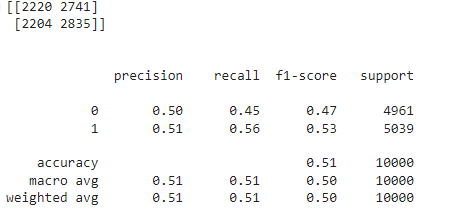 [[2220 2741]
[2204 2835]]
precision recall f1-score support
0 0.50 0.45 0.47 4961
1 0.51 0.56 0.53 5039
accuracy 0.51 10000
macro avg 0.51 0.51 0.50 10000
weighted avg 0.51 0.51 0.50 10000